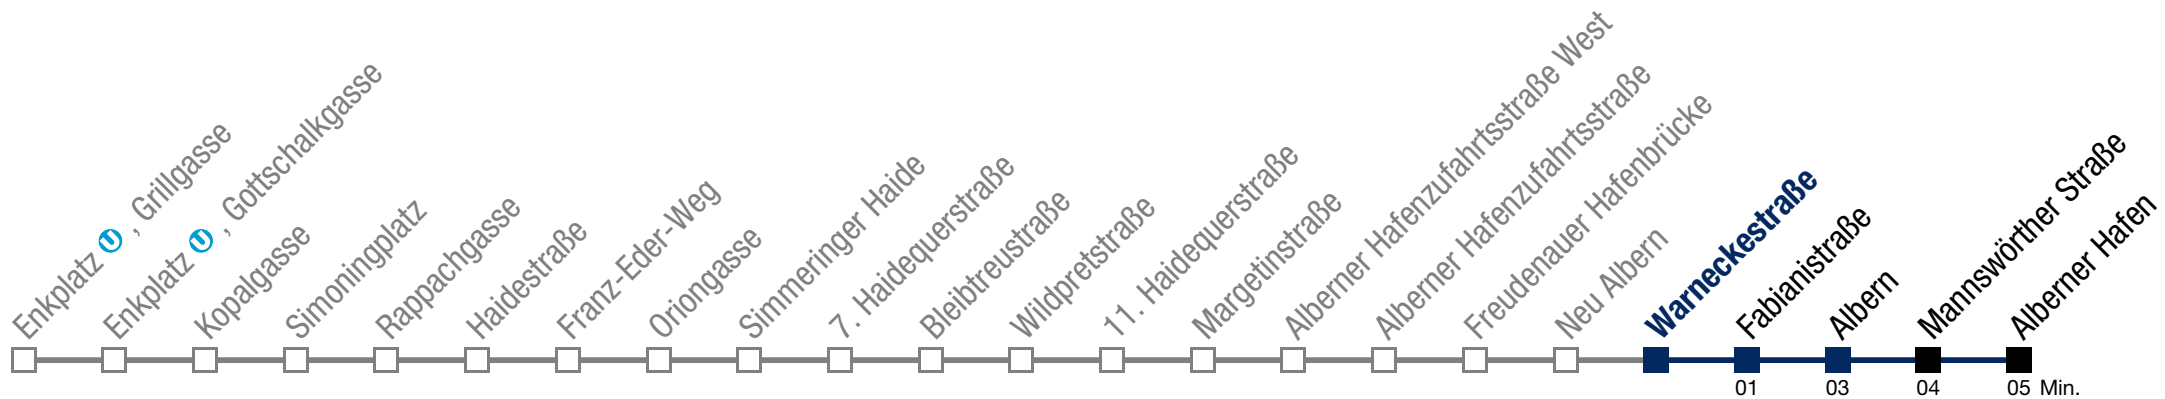 Enkplatz U, Grillgasse
Enkplatz U, Gottschalkgasse
Kopalgasse
Simoningplatz
Rappachgasse
Haidestraße
Franz-Eder-Weg
Oriongasse
Simmeringer Haide
7. Haidequerstraße
Bleibtreustraße
Wildpretstraße
11. Haidequerstraße
Margetinstraße
Alberner Hafenzufahrtsstraße West
Alberner Hafenzufahrtsstraße
Freudenauer Hafenbrücke
Neu Albern
Warneckestraße
Fabianistraße
Albern
Mannswörther Straße
Alberner Hafen
01 03 04 05 Min.